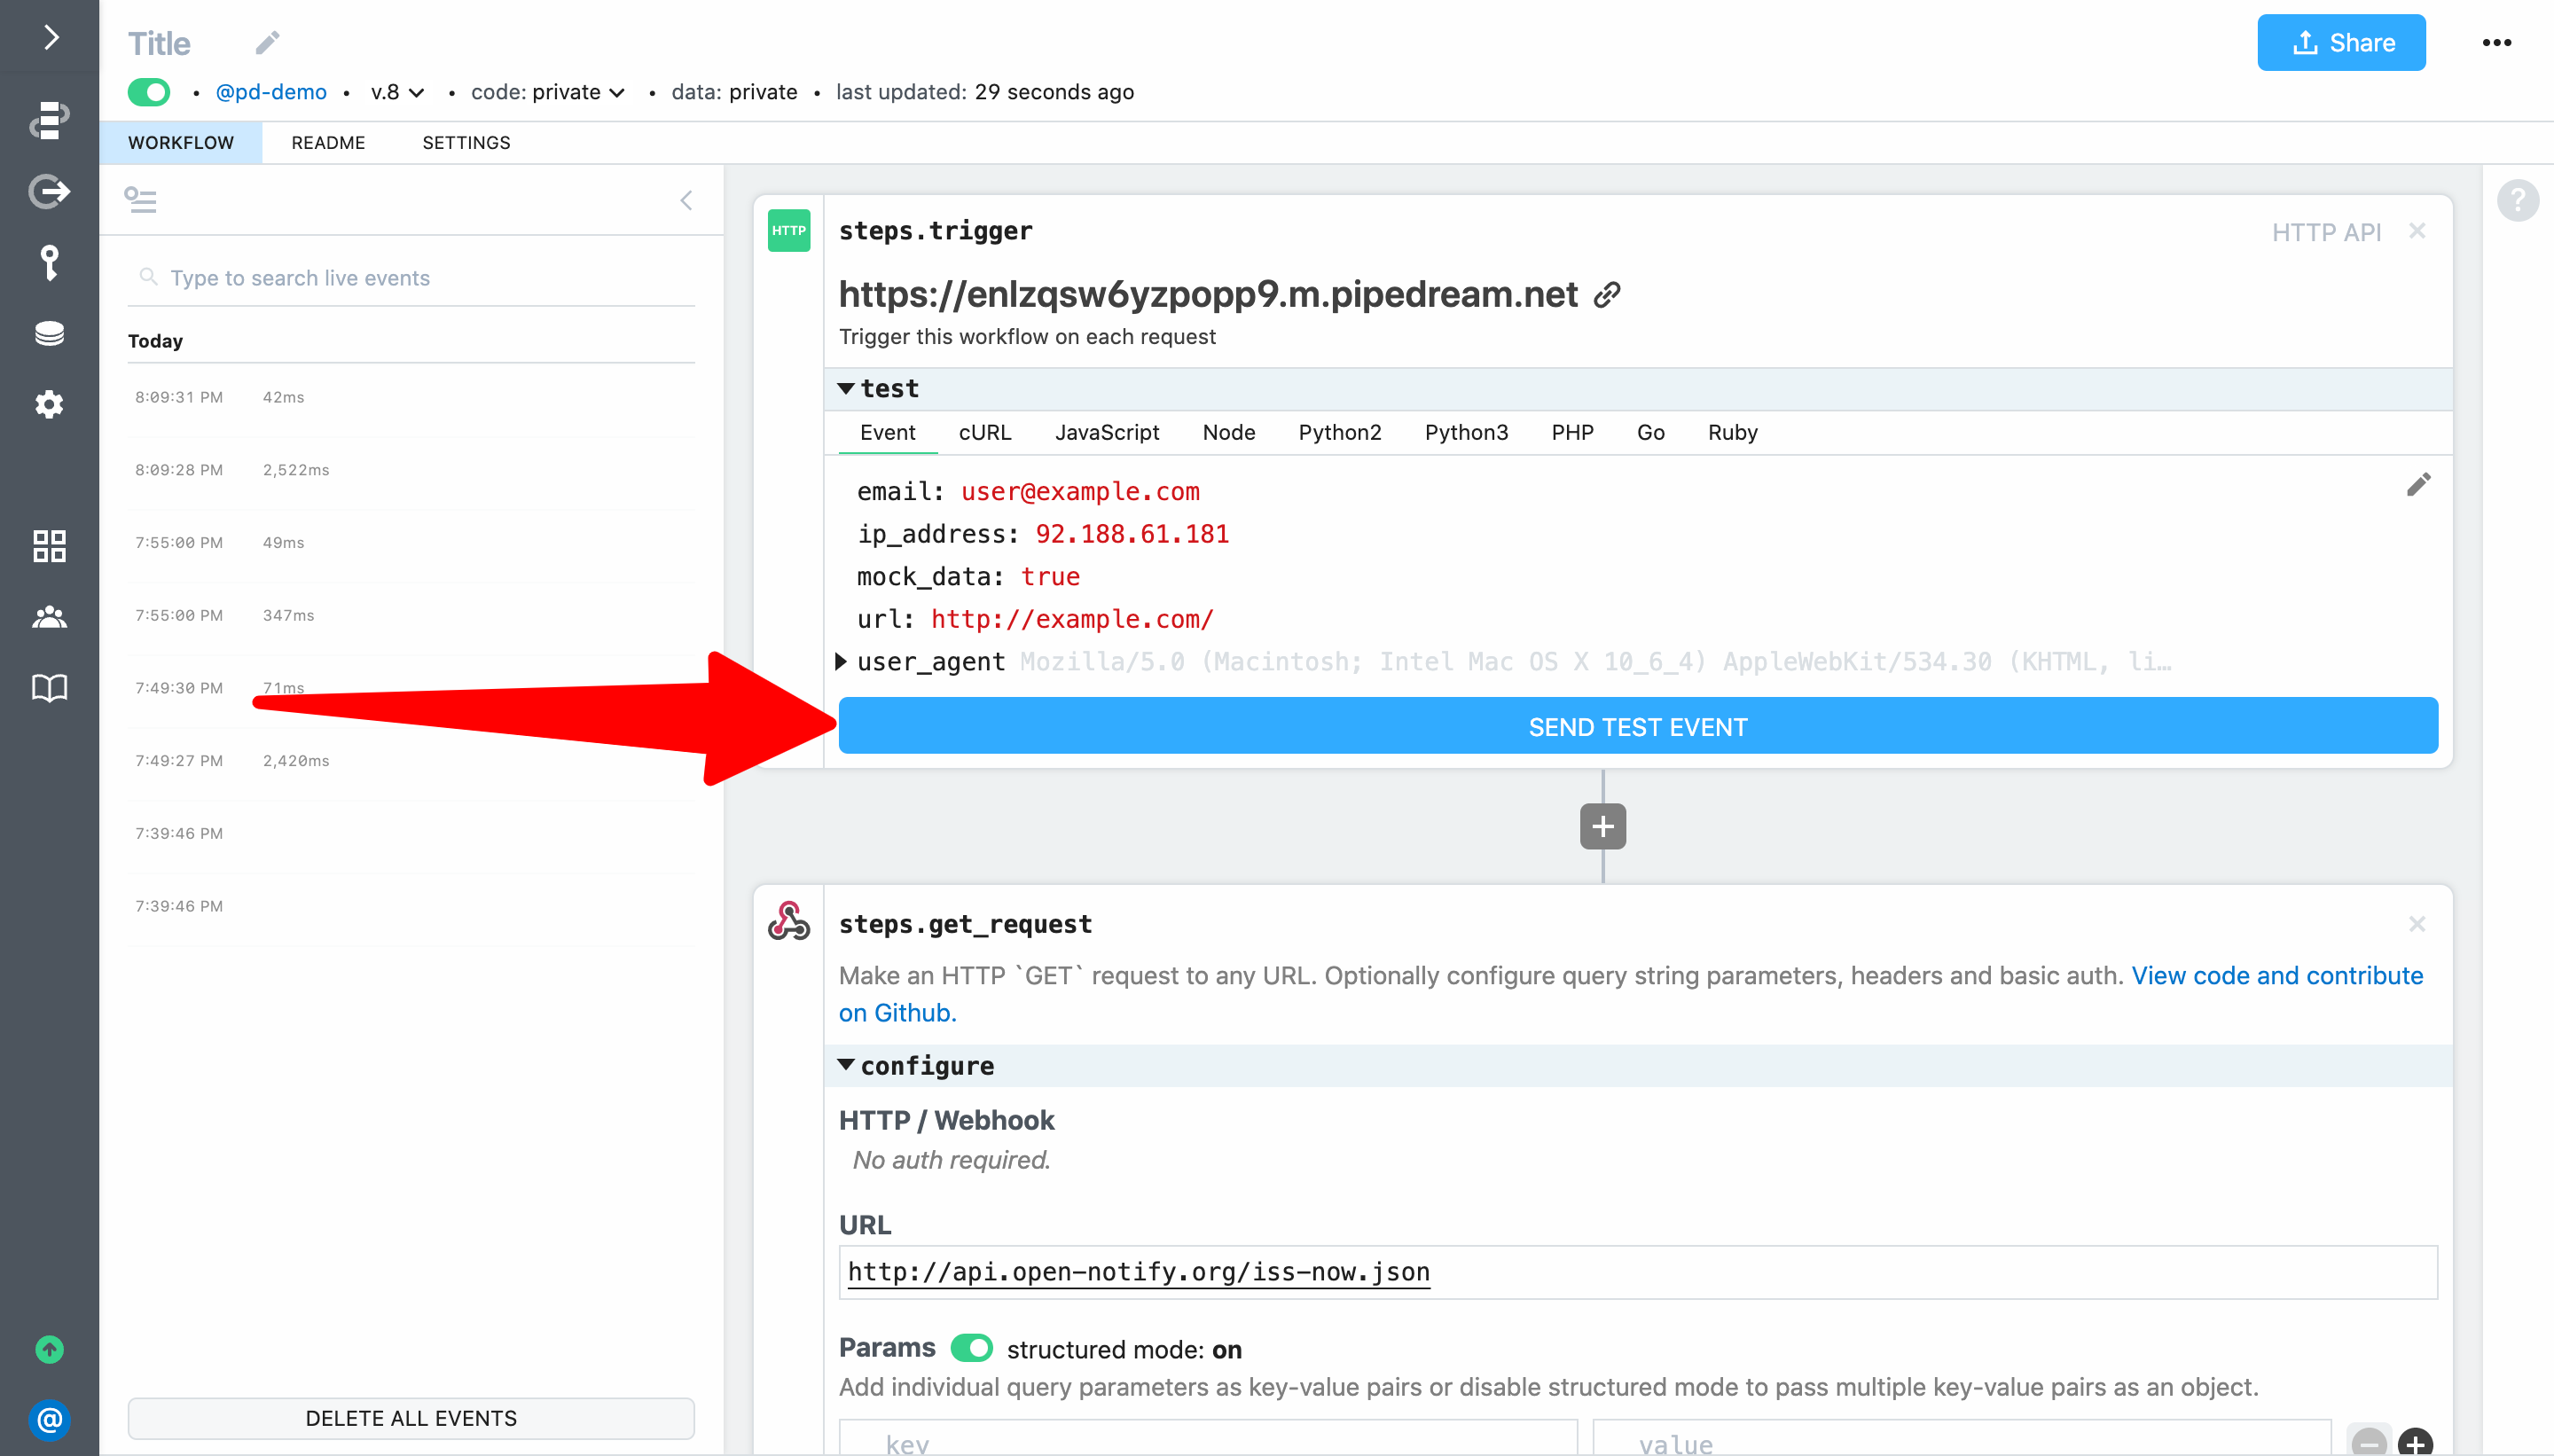 Title
Share
•••
• @pd-demo • v.8 • code: private • data: private • last updated: 29 seconds ago
WORKFLOW README SETTINGS
?
Type to search live events
Today
8:09:31 PM 42ms
8:09:28 PM 2,522ms
7:55:00 PM 49ms
7:55:00 PM 347ms
7:49:30 PM 71ms
7:49:27 PM 2,420ms
7:39:46 PM
7:39:46 PM
DELETE ALL EVENTS
HTTP steps.trigger HTTP API
https://enlzqsw6yzpopp9.m.pipedream.net
Trigger this workflow on each request
test
Event cURL JavaScript Node Python2 Python3 PHP Go Ruby
email: user@example.com
ip_address: 92.188.61.181
mock_data: true
url: http://example.com/
user_agent Mozilla/5.0 (Macintosh; Intel Mac OS X 10_6_4) AppleWebKit/534.30 (KHTML, li…
SEND TEST EVENT
steps.get_request
Make an HTTP `GET` request to any URL. Optionally configure query string parameters, headers and basic auth. View code and contribute
on Github.
configure
HTTP / Webhook
No auth required.
URL
http://api.open-notify.org/iss-now.json
Params structured mode: on
Add individual query parameters as key-value pairs or disable structured mode to pass multiple key-value pairs as an object.
key value
@